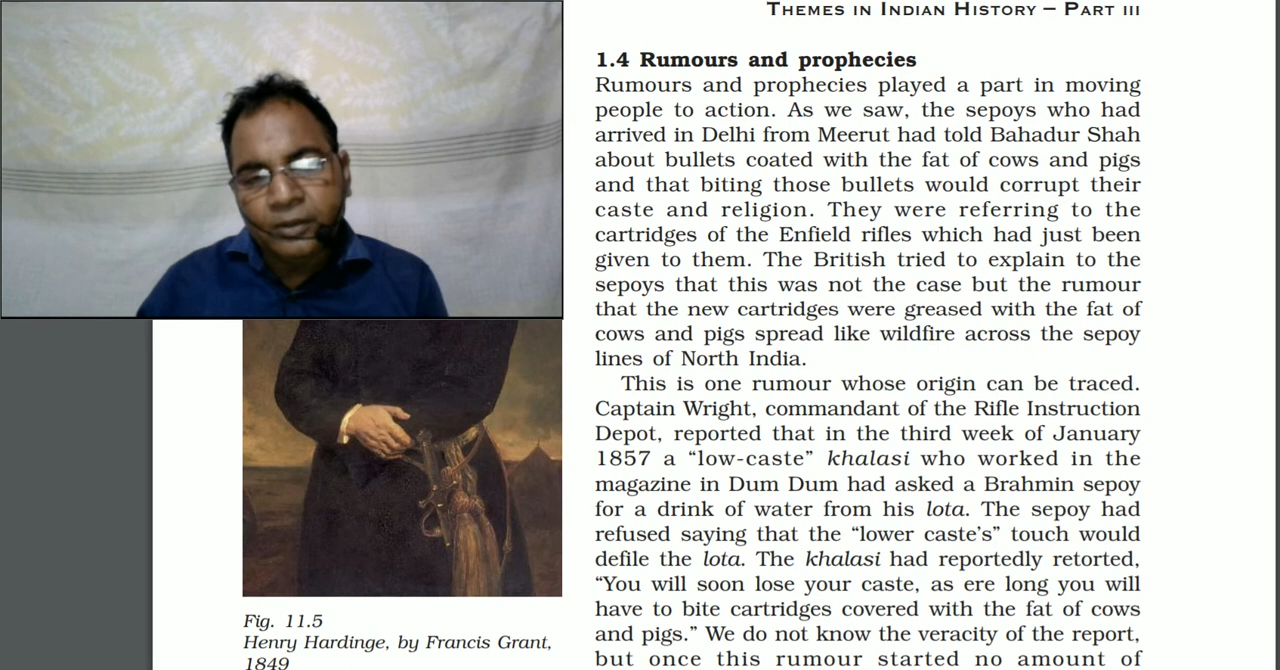 THEMES IN INDIAN HISTORY – PART III
1.4 Rumours and prophecies
Rumours and prophecies played a part in moving
people to action. As we saw, the sepoys who had
arrived in Delhi from Meerut had told Bahadur Shah
about bullets coated with the fat of cows and pigs
and that biting those bullets would corrupt their
caste and religion. They were referring to the
cartridges of the Enfield rifles which had just been
given to them. The British tried to explain to the
sepoys that this was not the case but the rumour
that the new cartridges were greased with the fat of
cows and pigs spread like wildfire across the sepoy
lines of North India.
This is one rumour whose origin can be traced.
Captain Wright, commandant of the Rifle Instruction
Depot, reported that in the third week of January
1857 a “low-caste” khalasi who worked in the
magazine in Dum Dum had asked a Brahmin sepoy
for a drink of water from his lota. The sepoy had
refused saying that the “lower caste’s” touch would
defile the lota. The khalasi had reportedly retorted,
“You will soon lose your caste, as ere long you will
have to bite cartridges covered with the fat of cows
and pigs.” We do not know the veracity of the report,
but once this rumour started no amount of
Fig. 11.5
Henry Hardinge, by Francis Grant,
1849